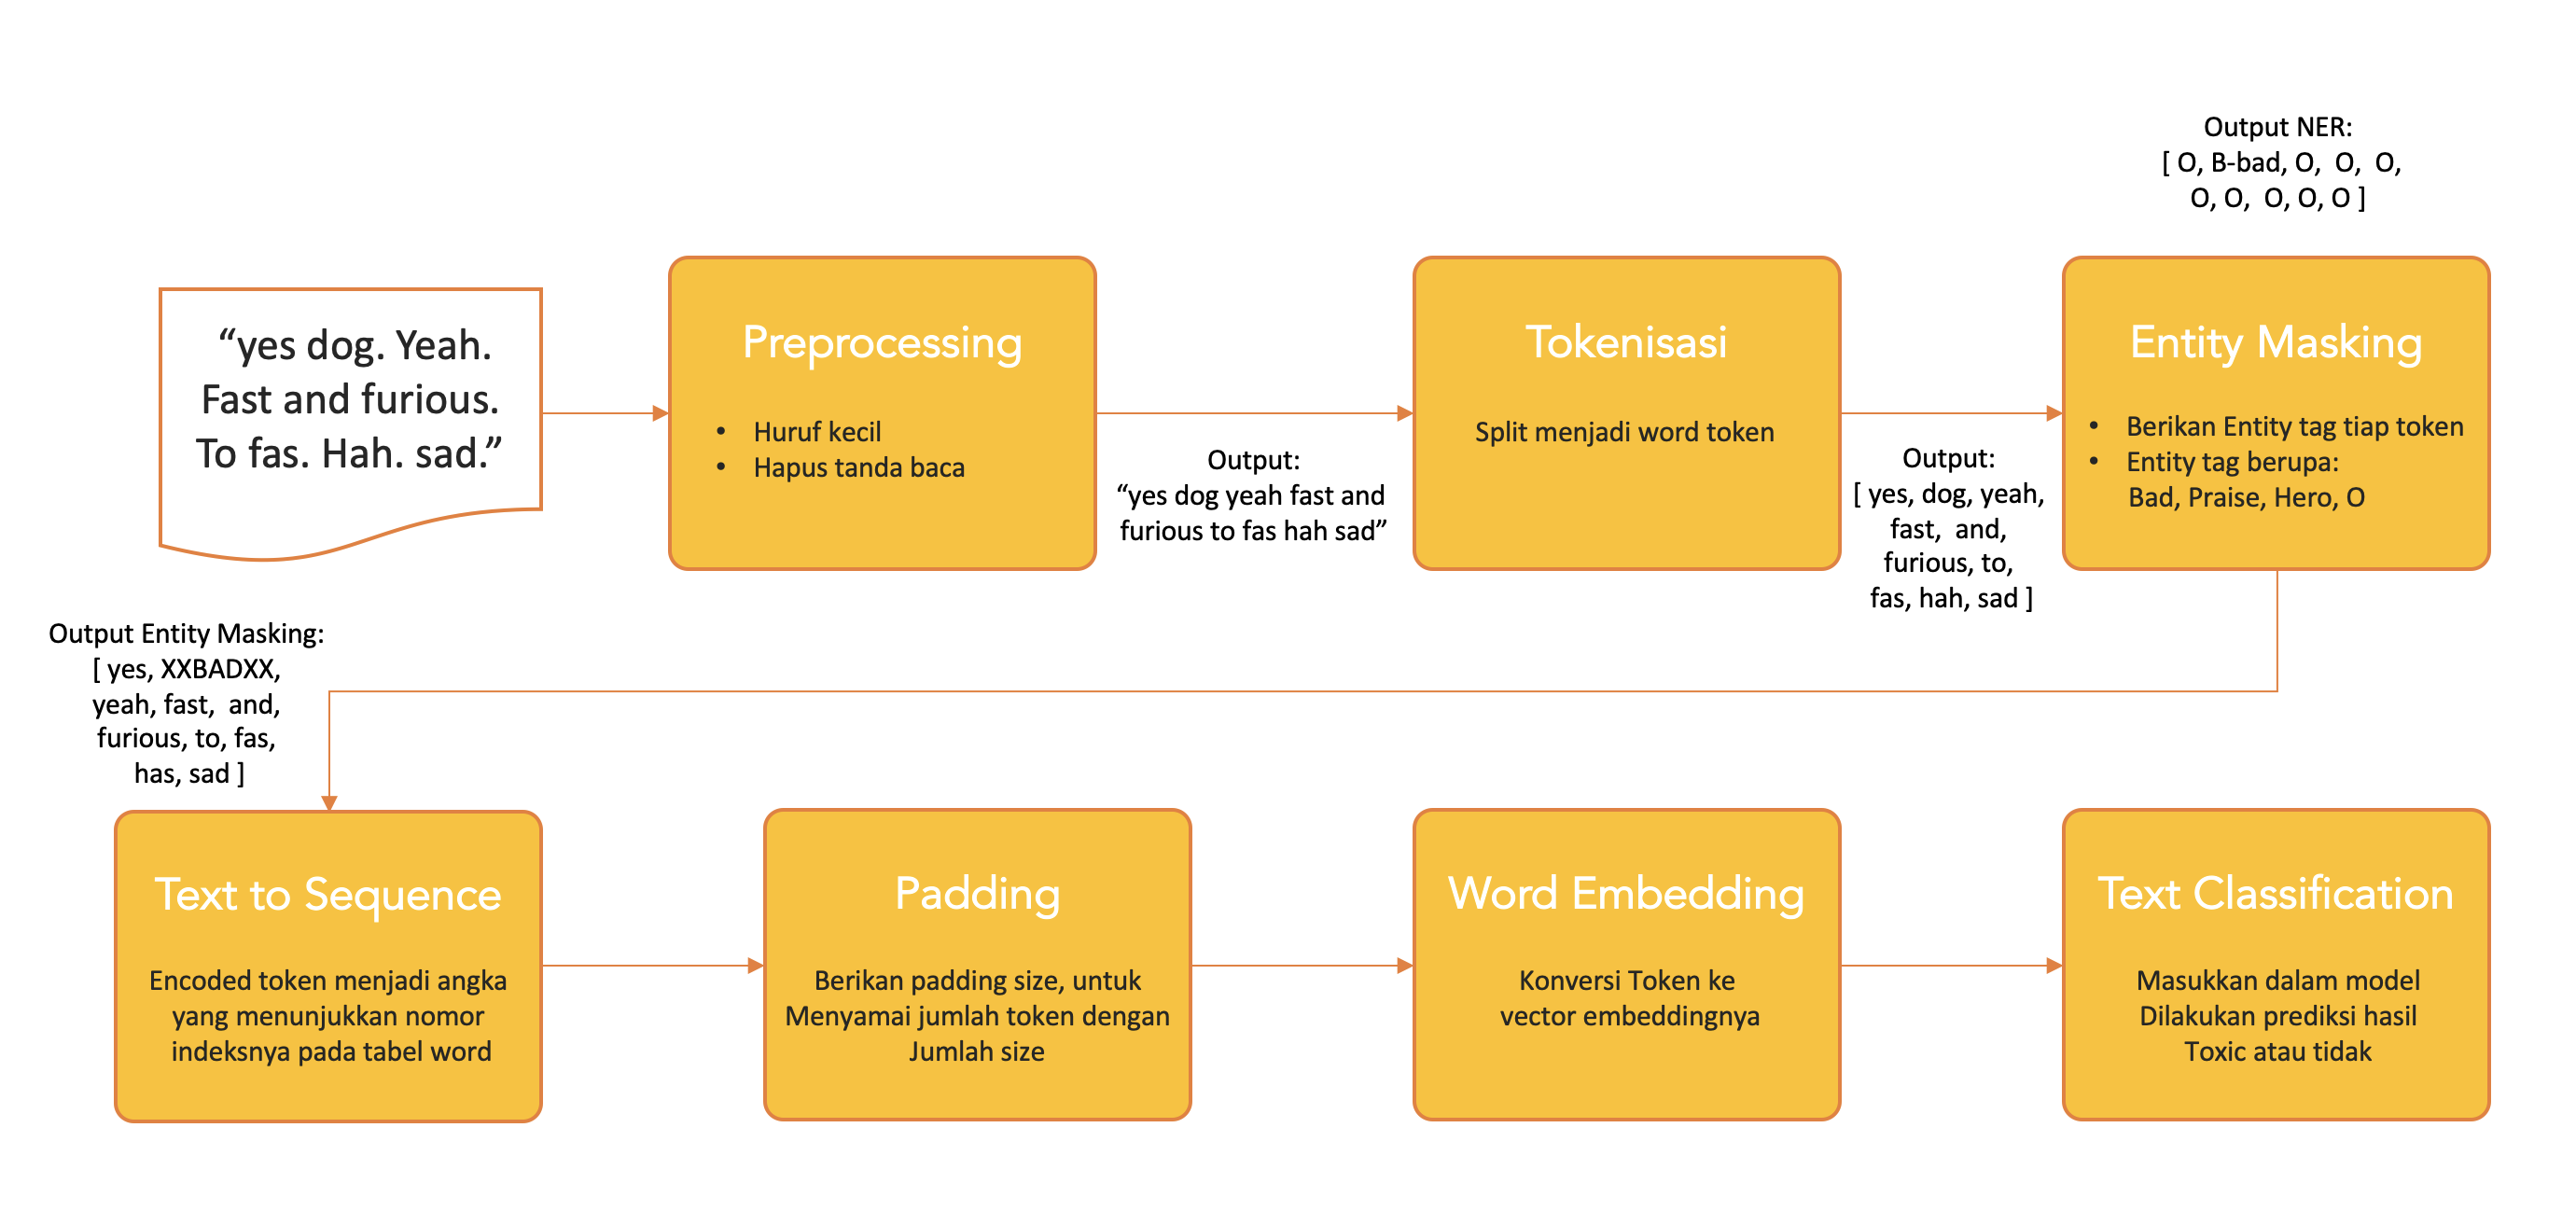 “yes dog. Yeah.
Fast and furious.
To fas. Hah. sad.”
Preprocessing
• Huruf kecil
• Hapus tanda baca
Output:
“yes dog yeah fast and
furious to fas hah sad”
Tokenisasi
Split menjadi word token
Output:
[ yes, dog, yeah,
fast, and,
furious, to,
fas, hah, sad ]
Output NER:
[ O, B-bad, O, O, O,
O, O, O, O, O ]
Entity Masking
• Berikan Entity tag tiap token
• Entity tag berupa:
Bad, Praise, Hero, O
Output Entity Masking:
[ yes, XXBADXX,
yeah, fast, and,
furious, to, fas,
has, sad ]
Text to Sequence
Encoded token menjadi angka
yang menunjukkan nomor
indeksnya pada tabel word
Padding
Berikan padding size, untuk
Menyamai jumlah token dengan
Jumlah size
Word Embedding
Konversi Token ke
vector embeddingnya
Text Classification
Masukkan dalam model
Dilakukan prediksi hasil
Toxic atau tidak